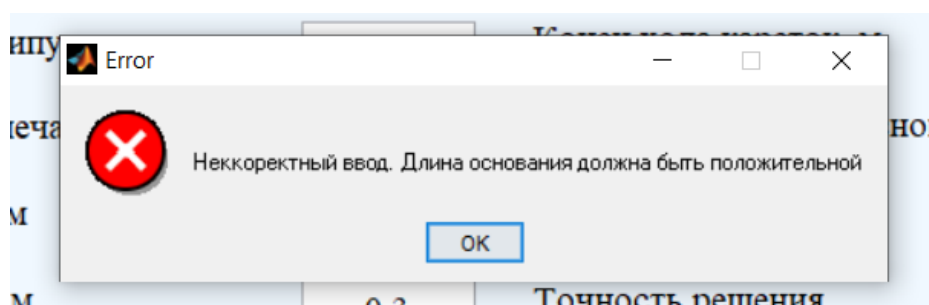 Error
Неккоректный ввод. Длина основания должна быть положительной
OK
м
м
Точность решения